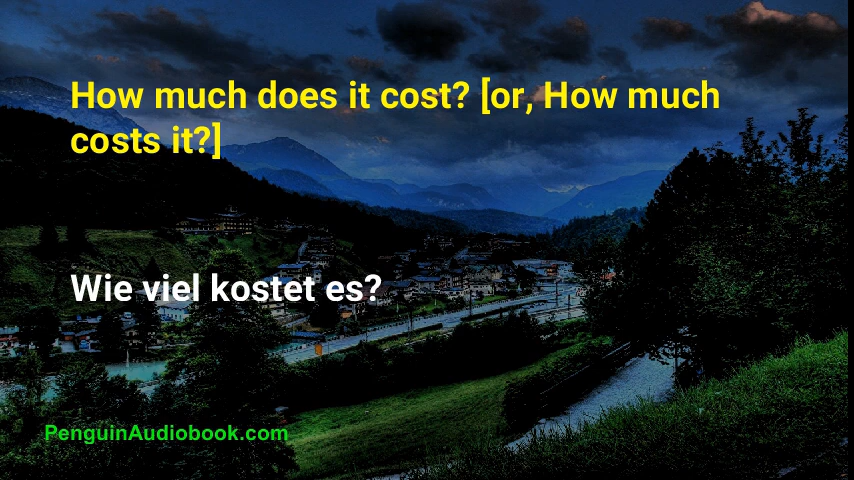 How much does it cost? [or, How much
costs it?]
Wie viel kostet es?
PenguinAudiobook.com